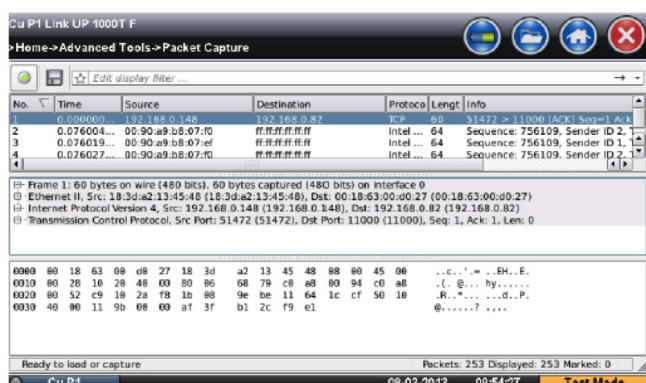 Cu P1 Link UP 1000T F
>Home->Advanced Tools->Packet Capture
Edit display filter ...
No. Time Source Destination Protoco Lengt Info
1 0.000000... 192.168.0.148 192.168.0.82 TCP 60 51472 > 11000 [ACK] Seq=1 Ack
2 0.076004... 00:90:a9:b8:07:f0 ff:ff:ff:ff:ff:ff Intel ... 64 Sequence: 756109, Sender ID 2, T
3 0.076019... 00:90:a9:b8:07:ef ff:ff:ff:ff:ff:ff Intel ... 64 Sequence: 756109, Sender ID 1, T
4 0.076027... 00:90:a9:b8:07:f0 ff:ff:ff:ff:ff:ff Intel ... 64 Sequence: 756109, Sender ID 2, T
Frame 1: 60 bytes on wire (480 bits), 60 bytes captured (480 bits) on interface 0
Ethernet II, Src: 18:3d:a2:13:45:48 (18:3d:a2:13:45:48), Dst: 00:18:63:00:d0:27 (00:18:63:00:d0:27)
Internet Protocol Version 4, Src: 192.168.0.148 (192.168.0.148), Dst: 192.168.0.82 (192.168.0.82)
Transmission Control Protocol, Src Port: 51472 (51472), Dst Port: 11000 (11000), Seq: 1, Ack: 1, Len: 0
0000 00 18 63 00 d0 27 18 3d a2 13 45 48 08 00 45 00 ..c..'.= ..EH..E.
0010 00 28 10 20 40 00 80 06 68 79 c0 a8 00 94 c0 a8 .(. @... hy......
0020 00 52 c9 10 2a f8 1b 08 9e be 11 64 1c cf 50 10 .R..*... ...d..P.
0030 40 00 11 9b 00 00 af 3f b1 2c f9 e1 @......? .,..
Ready to load or capture Packets: 253 Displayed: 253 Marked: 0
Cu P1 08-03-2013 09:54:27 Test Mode